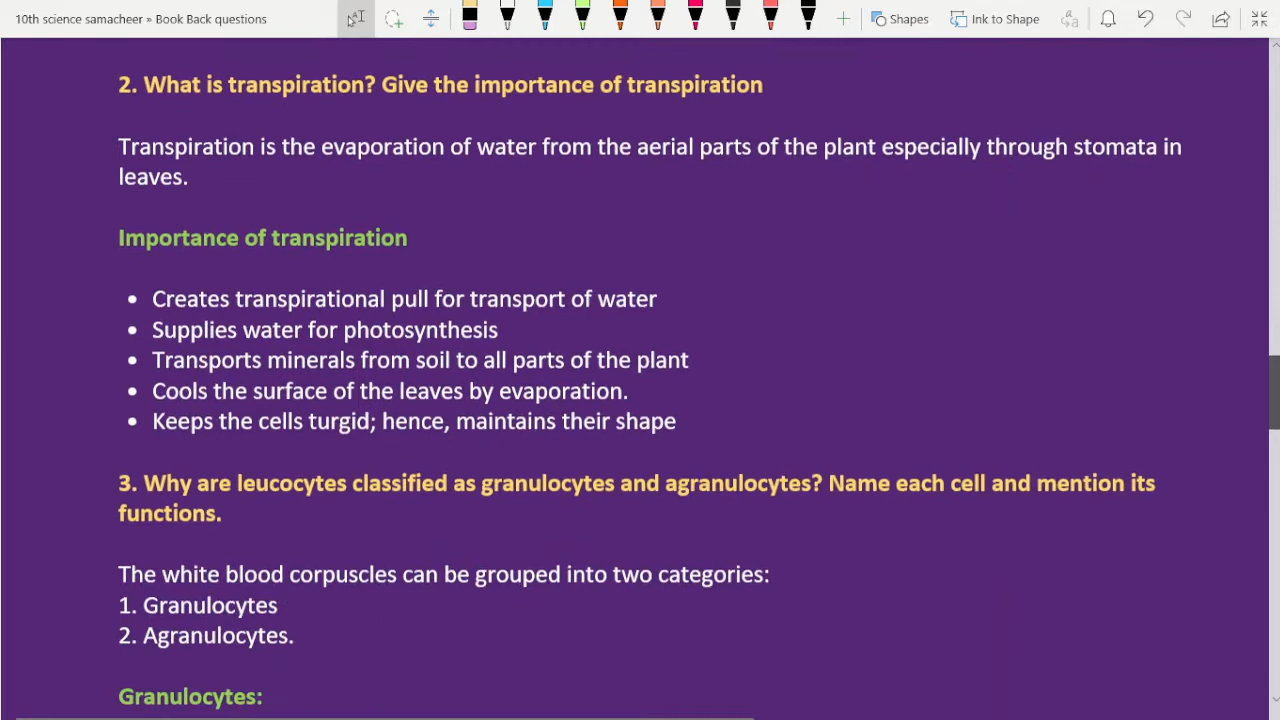 10th science samacheer » Book Back questions
Shapes
Ink to Shape
2. What is transpiration? Give the importance of transpiration
Transpiration is the evaporation of water from the aerial parts of the plant especially through stomata in
leaves.
Importance of transpiration
• Creates transpirational pull for transport of water
• Supplies water for photosynthesis
• Transports minerals from soil to all parts of the plant
• Cools the surface of the leaves by evaporation.
• Keeps the cells turgid; hence, maintains their shape
3. Why are leucocytes classified as granulocytes and agranulocytes? Name each cell and mention its
functions.
The white blood corpuscles can be grouped into two categories:
1. Granulocytes
2. Agranulocytes.
Granulocytes: